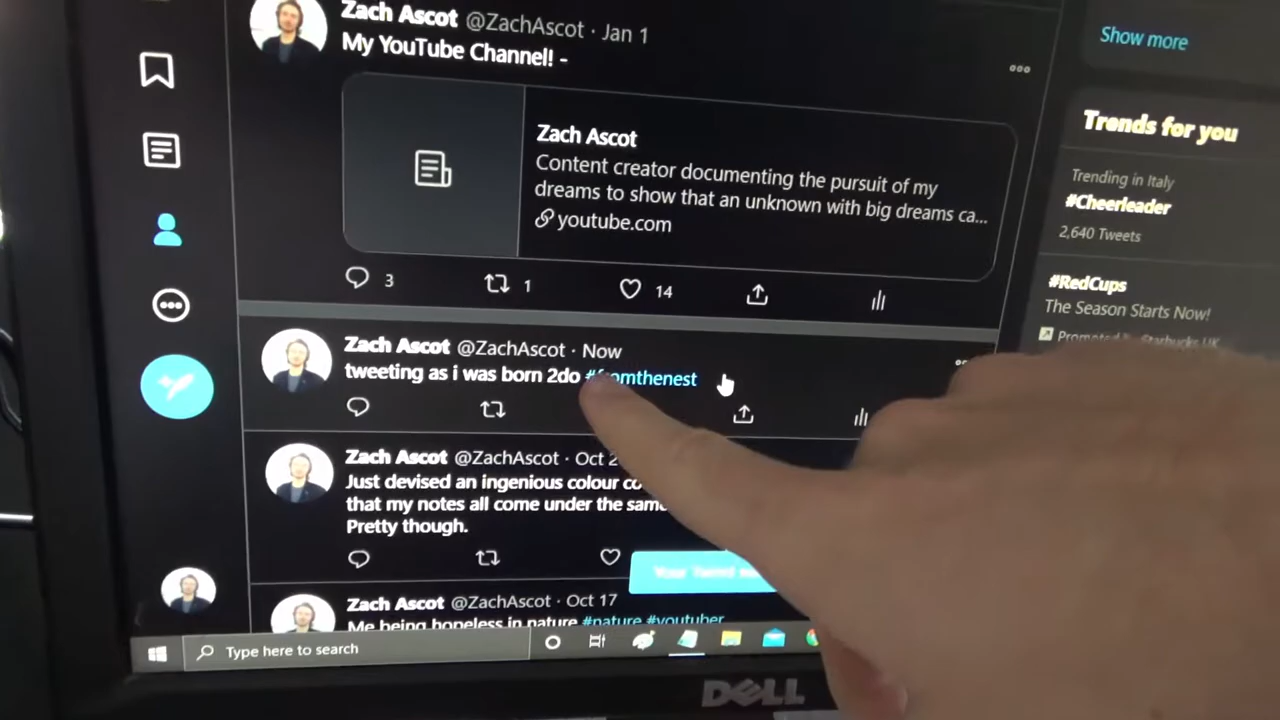 Zach Ascot @ZachAscot · Jan 1
My YouTube Channel! -
Zach Ascot
Content creator documenting the pursuit of my
dreams to show that an unknown with big dreams ca...
youtube.com
3
1
14
Zach Ascot @ZachAscot · Now
tweeting as i was born 2do #fromthenest
Zach Ascot @ZachAscot · Oct 2
Just devised an ingenious colour co
that my notes all come under the same
Pretty though.
Your Tweet
Zach Ascot @ZachAscot · Oct 17
Me being hopeless in nature #nature #youtuber
Type here to search
DELL
Show more
Trends for you
Trending in Italy
#Cheerleader
2,640 Tweets
#RedCups
The Season Starts Now!
Promoted by Starbucks UK